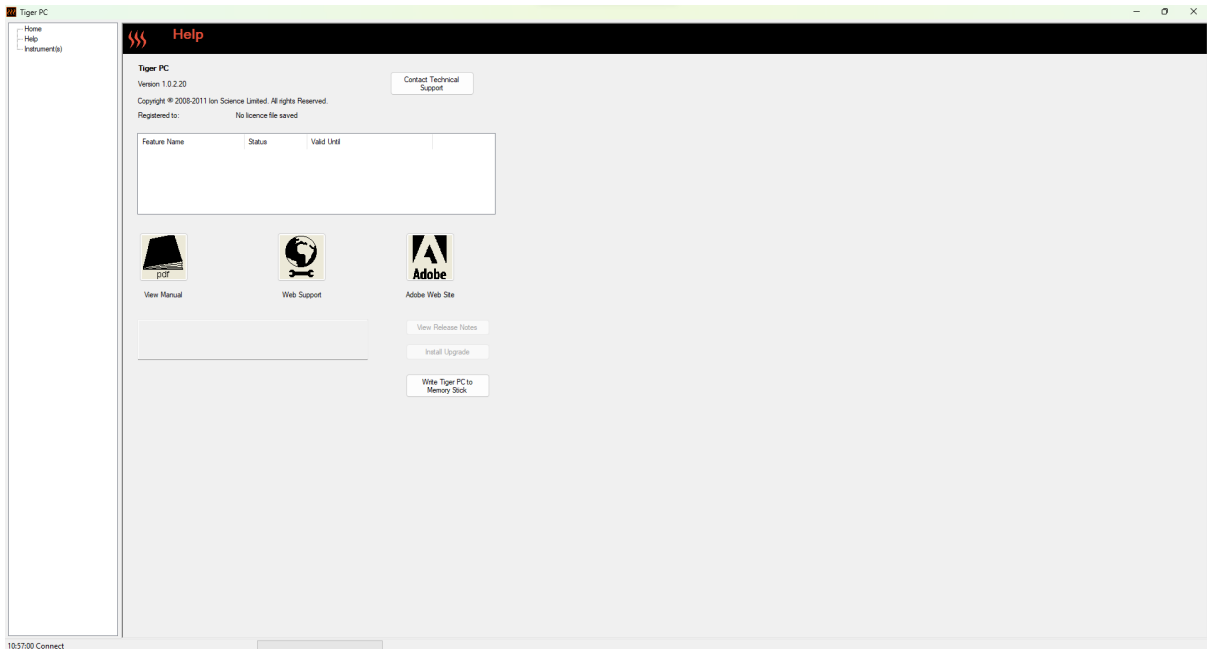 Tiger PC
Home
Help
Instrument(s)
Help
Tiger PC
Version 1.0.2.20
Contact Technical
Support
Copyright © 2008-2011 Ion Science Limited. All rights Reserved.
Registered to: No licence file saved
Feature Name Status Valid Until
pdf
Adobe
View Manual Web Support Adobe Web Site
View Release Notes
Install Upgrade
Write Tiger PC to
Memory Stick
10:57:00 Connect